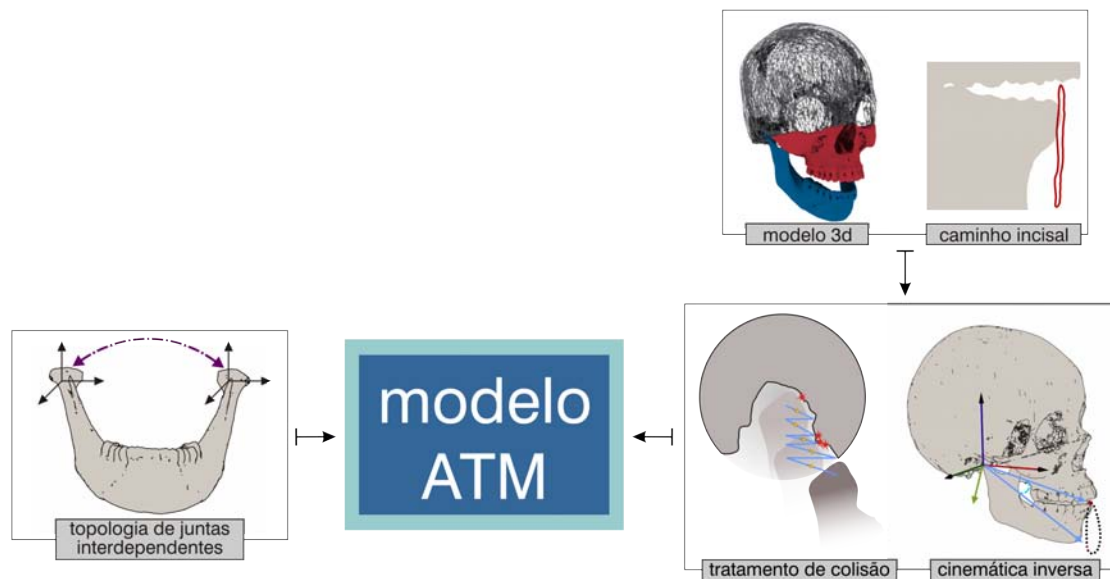 modelo 3d
caminho incisal
topologia de juntas
interdependentes
modelo
ATM
tratamento de colisão
cinemática inversa